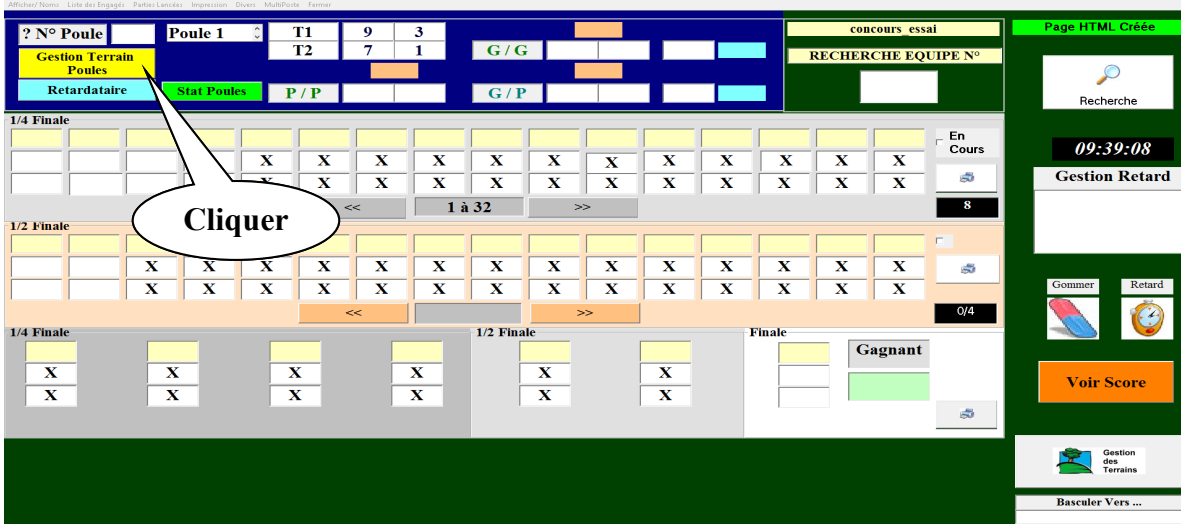 Afficher/ Noms Liste des Engagés Parties Lancées Impression Divers MultiPoste Fermer
? N° Poule Poule 1 T1 9 3 concours_essai Page HTML Créée
T2 7 1 G / G RECHERCHE EQUIPE N°
Gestion Terrain
Poules
Retardataire Stat Poules P / P G / P Recherche
1/4 Finale
En
Cours
X X X X X X X X X X X X 09:39:08
X X X X X X X X X X X X Gestion Retard
Cliquer
<< 1 à 32 >> 8
1/2 Finale
X X X X X X X X X X X X X X
X X X X X X X X X X X X X X
Gommer Retard
<< >> 0/4
1/4 Finale 1/2 Finale Finale
Gagnant
X X X X X X
X X X X X X
Voir Score
Gestion
des
Terrains
Basculer Vers ...